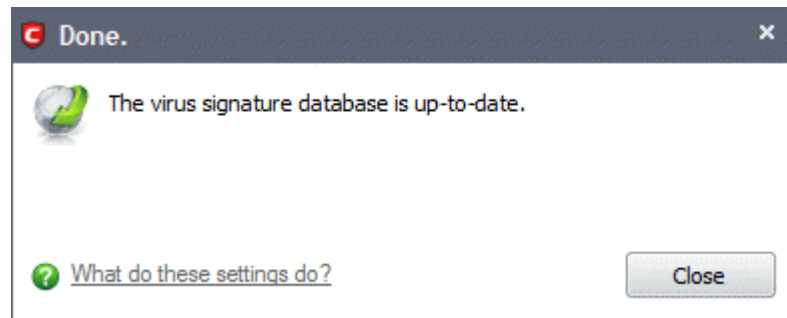 Done.
The virus signature database is up-to-date.
What do these settings do?
Close